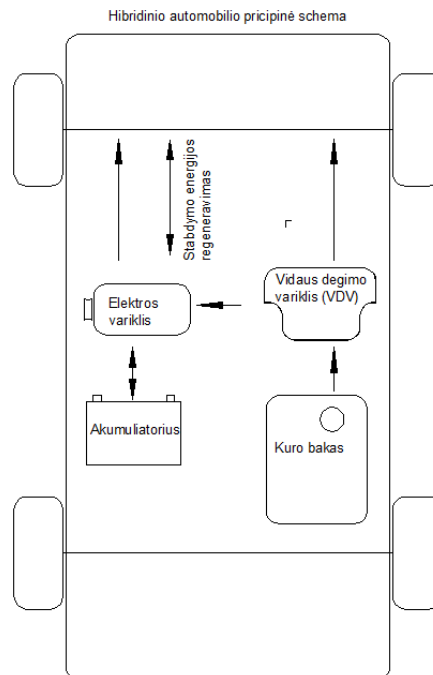 Hibridinio automobilio pricipinė schema
Stabdymo energijos
regeneravimas
Elektros
variklis
Vidaus degimo
variklis (VDV)
Akumuliatorius
Kuro bakas